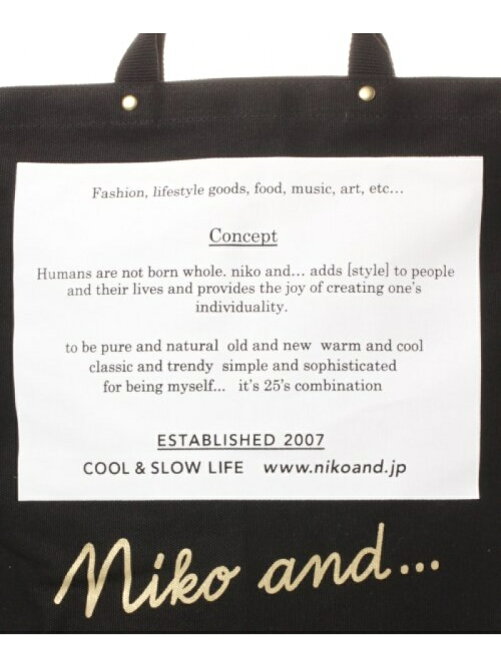 Fashion, lifestyle goods, food, music, art, etc...
Concept
Humans are not born whole. niko and... adds [style] to people
and their lives and provides the joy of creating one's
individuality.
to be pure and natural old and new warm and cool
classic and trendy simple and sophisticated
for being myself... it's 25's combination
ESTABLISHED 2007
COOL & SLOW LIFE www.nikoand.jp
Niko and...